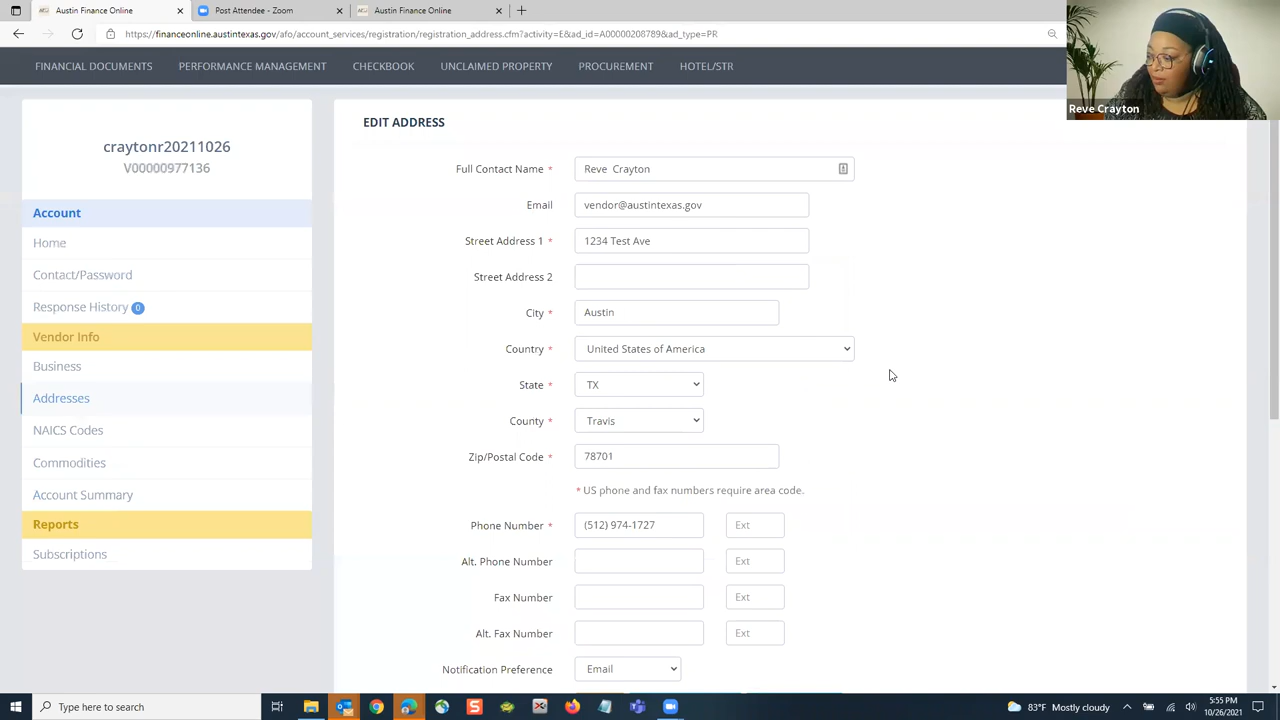 Austin Finance Online
Post Attendee - Zoom
Austin Finance Online
https://financeonline.austintexas.gov/afo/account_services/registration/registration_address.cfm?activity=E&ad_id=A00000208789&ad_type=PR
FINANCIAL DOCUMENTS PERFORMANCE MANAGEMENT CHECKBOOK UNCLAIMED PROPERTY PROCUREMENT HOTEL/STR
Reve Crayton
craytonr20211026
V00000977136
Account
Home
Contact/Password
Response History 0
Vendor Info
Business
Addresses
NAICS Codes
Commodities
Account Summary
Reports
Subscriptions
EDIT ADDRESS
Full Contact Name * Reve Crayton
Email vendor@austintexas.gov
Street Address 1 * 1234 Test Ave
Street Address 2
City * Austin
Country * United States of America
State * TX
County * Travis
Zip/Postal Code * 78701
* US phone and fax numbers require area code.
Phone Number * (512) 974-1727 Ext
Alt. Phone Number Ext
Fax Number Ext
Alt. Fax Number Ext
Notification Preference Email
Type here to search
83°F Mostly cloudy
5:55 PM
10/26/2021